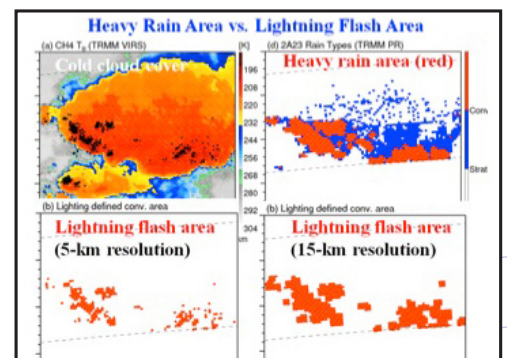 Heavy Rain Area vs. Lightning Flash Area
(a) CH4 TB (TRMM VIRS)
[K]
Cold cloud cover
196
208
220
232
244
256
268
280
292
304
km
(d) 2A23 Rain Types (TRMM PR)
Heavy rain area (red)
Conv
Strat
(b) Lighting defined conv. area
Lightning flash area
(5-km resolution)
(b) Lighting defined conv. area
Lightning flash area
(15-km resolution)